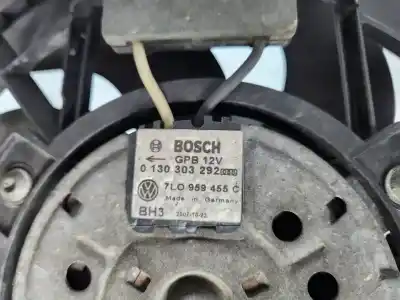 BOSCH
← GPB 12V
0 130 303 292
7L0 959 455 C
Made in Germany
BH3